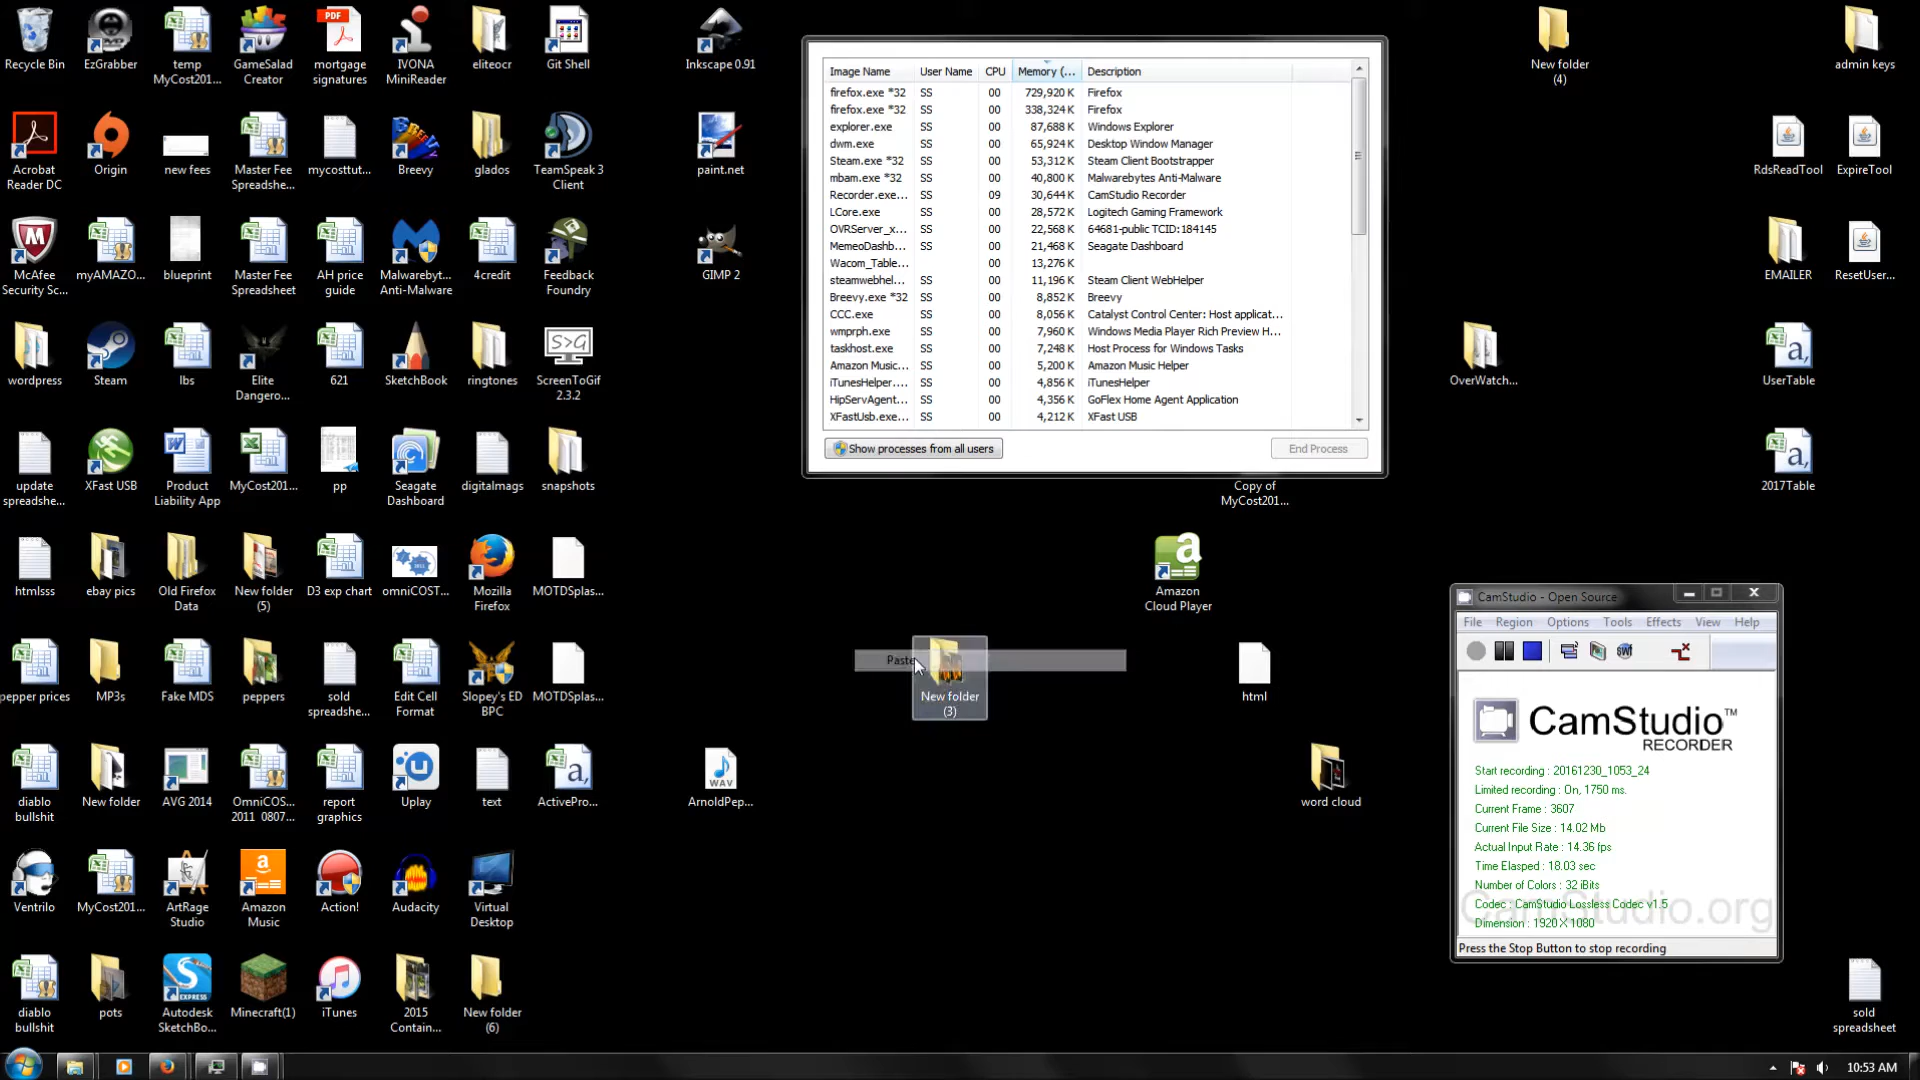 Recycle Bin
EzGrabber
temp
MyCost201...
GameSalad
Creator
PDF
mortgage
signatures
IVONA
MiniReader
eliteocr
Git Shell
Inkscape 0.91
New folder
(4)
admin keys
Acrobat
Reader DC
Origin
new fees
Master Fee
Spreadshe...
mycosttut...
Breevy
glados
TeamSpeak 3
Client
paint.net
RdsReadTool
ExpireTool
McAfee
Security Sc...
myAMAZO...
blueprint
Master Fee
Spreadsheet
AH price
guide
Malwarebyt...
Anti-Malware
4credit
Feedback
Foundry
GIMP 2
EMAILER
ResetUser...
wordpress
Steam
lbs
Elite
Dangero...
621
SketchBook
ringtones
S>G
ScreenToGif
2.3.2
OverWatch...
UserTable
update
spreadshe...
XFast USB
Product
Liability App
MyCost201...
pp
Seagate
Dashboard
digitalmags
snapshots
Copy of
MyCost201...
2017Table
htmlsss
ebay pics
Old Firefox
Data
New folder
(5)
D3 exp chart
omniCOST...
Mozilla
Firefox
MOTDSplas...
Amazon
Cloud Player
pepper prices
MP3s
Fake MDS
peppers
sold
spreadshe...
Edit Cell
Format
Slopey's ED
BPC
MOTDSplas...
Paste
New folder
(3)
html
diablo
bullshit
New folder
AVG 2014
OmniCOS...
2011 0807...
report
graphics
Uplay
text
ActivePro...
WAV
ArnoldPep...
word cloud
Ventrilo
MyCost201...
ArtRage
Studio
Amazon
Music
Action!
Audacity
Virtual
Desktop
diablo
bullshit
pots
EXPRESS
Autodesk
SketchBo...
Minecraft(1)
iTunes
2015
Contain...
New folder
(6)
sold
spreadsheet
Image Name User Name CPU Memory (... Description
firefox.exe *32 SS 00 729,920 K Firefox
firefox.exe *32 SS 00 338,324 K Firefox
explorer.exe SS 00 87,688 K Windows Explorer
dwm.exe SS 00 65,924 K Desktop Window Manager
Steam.exe *32 SS 00 53,312 K Steam Client Bootstrapper
mbam.exe *32 SS 00 40,800 K Malwarebytes Anti-Malware
Recorder.exe... SS 09 30,644 K CamStudio Recorder
LCore.exe SS 00 28,572 K Logitech Gaming Framework
OVRServer_x... SS 00 22,568 K 64681-public TCID:184145
MemeoDashb... SS 00 21,468 K Seagate Dashboard
Wacom_Table... 00 13,276 K
steamwebhel... SS 00 11,196 K Steam Client WebHelper
Breevy.exe *32 SS 00 8,852 K Breevy
CCC.exe SS 00 8,056 K Catalyst Control Center: Host applicat...
wmprph.exe SS 00 7,960 K Windows Media Player Rich Preview H...
taskhost.exe SS 00 7,248 K Host Process for Windows Tasks
Amazon Music... SS 00 5,200 K Amazon Music Helper
iTunesHelper.... SS 00 4,856 K iTunesHelper
HipServAgent... SS 00 4,356 K GoFlex Home Agent Application
XFastUsb.exe... SS 00 4,212 K XFast USB
Show processes from all users End Process
CamStudio - Open Source
File Region Options Tools Effects View Help
SWF
CamStudio™
RECORDER
Start recording : 20161230_1053_24
Limited recording : On, 1750 ms.
Current Frame : 3607
Current File Size : 14.02 Mb
Actual Input Rate : 14.36 fps
Time Elasped : 18.03 sec
Number of Colors : 32 iBits
Codec : CamStudio Lossless Codec v1.5
CamStudio.org
Dimension : 1920 X 1080
Press the Stop Button to stop recording
10:53 AM